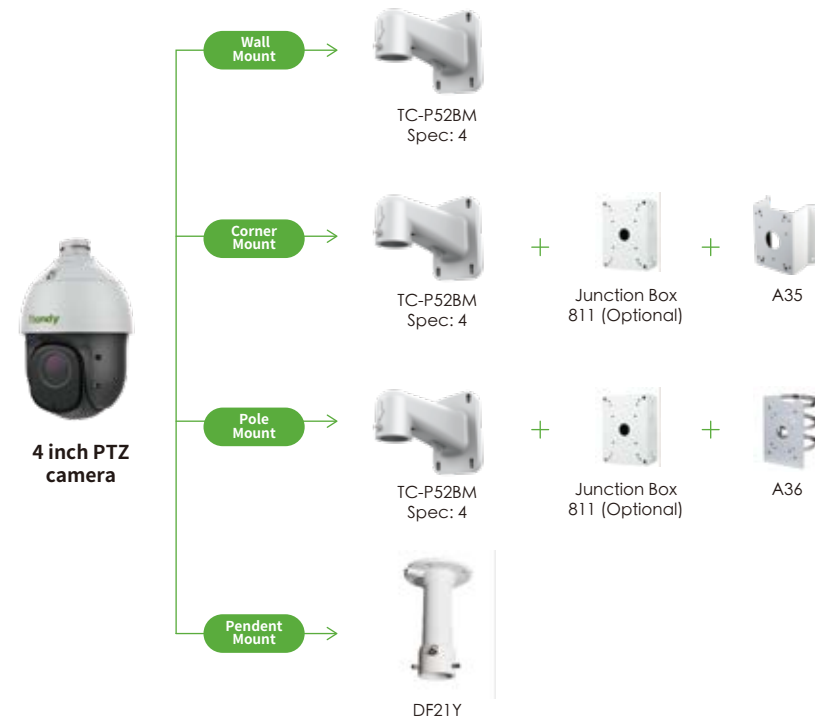 Wall
Mount
TC-P52BM
Spec: 4
Corner
Mount
TC-P52BM
Spec: 4
Junction Box
811 (Optional)
A35
Tiandy
4 inch PTZ
camera
Pole
Mount
TC-P52BM
Spec: 4
Junction Box
811 (Optional)
A36
Pendent
Mount
DF21Y